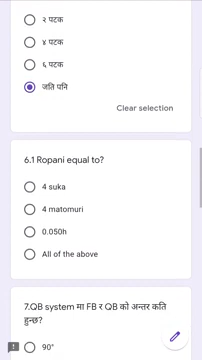 २ पटक
४ पटक
६ पटक
जति पनि
Clear selection
6.1 Ropani equal to?
4 suka
4 matomuri
0.050h
All of the above
7.QB system मा FB र QB को अन्तर कति
हुन्छ?
90°